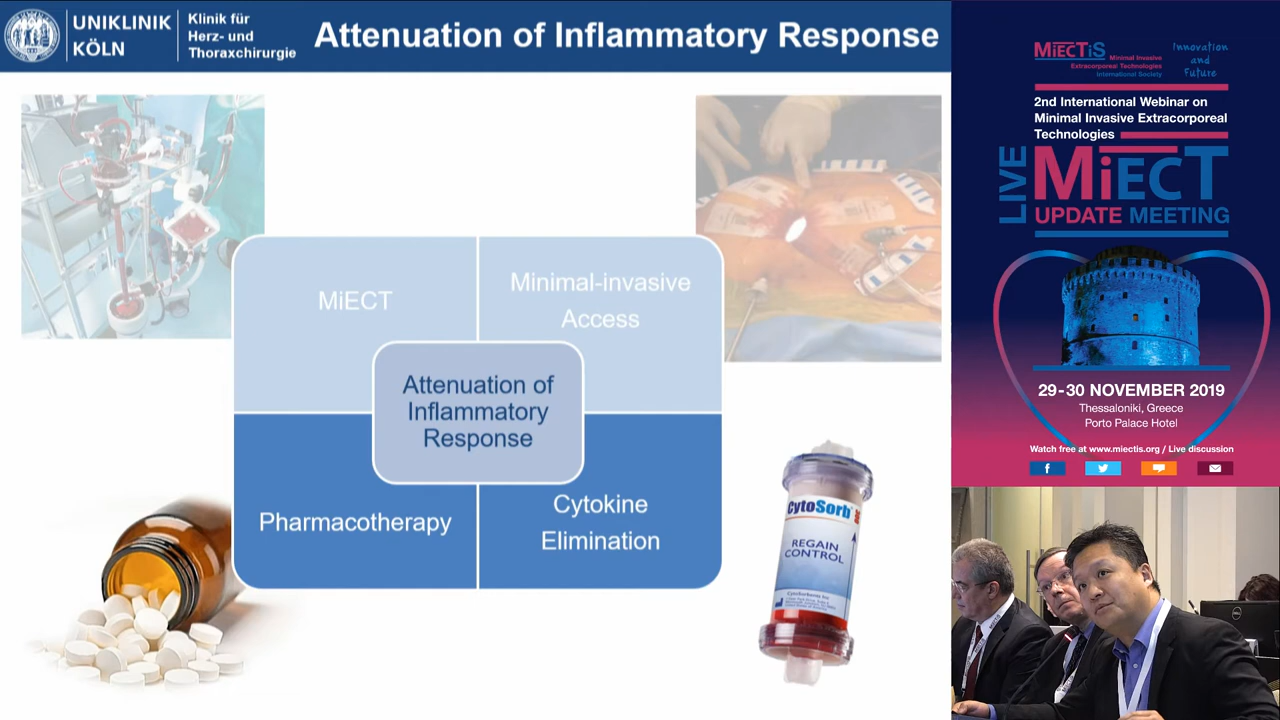 UNIKLINIK
KÖLN
Klinik für
Herz- und
Thoraxchirurgie
Attenuation of Inflammatory Response
MiECT
Minimal-invasive
Access
Attenuation of
Inflammatory
Response
Pharmacotherapy
Cytokine
Elimination
CytoSorb
REGAIN
CONTROL
MiECTiS
Minimal Invasive
Extracorporeal Technologies
International Society
Innovation
and
Future
2nd International Webinar on
Minimal Invasive Extracorporeal
Technologies
LIVE
MiECT
UPDATE MEETING
29-30 NOVEMBER 2019
Thessaloniki, Greece
Porto Palace Hotel
Watch free at www.miectis.org / Live discussion
DELL